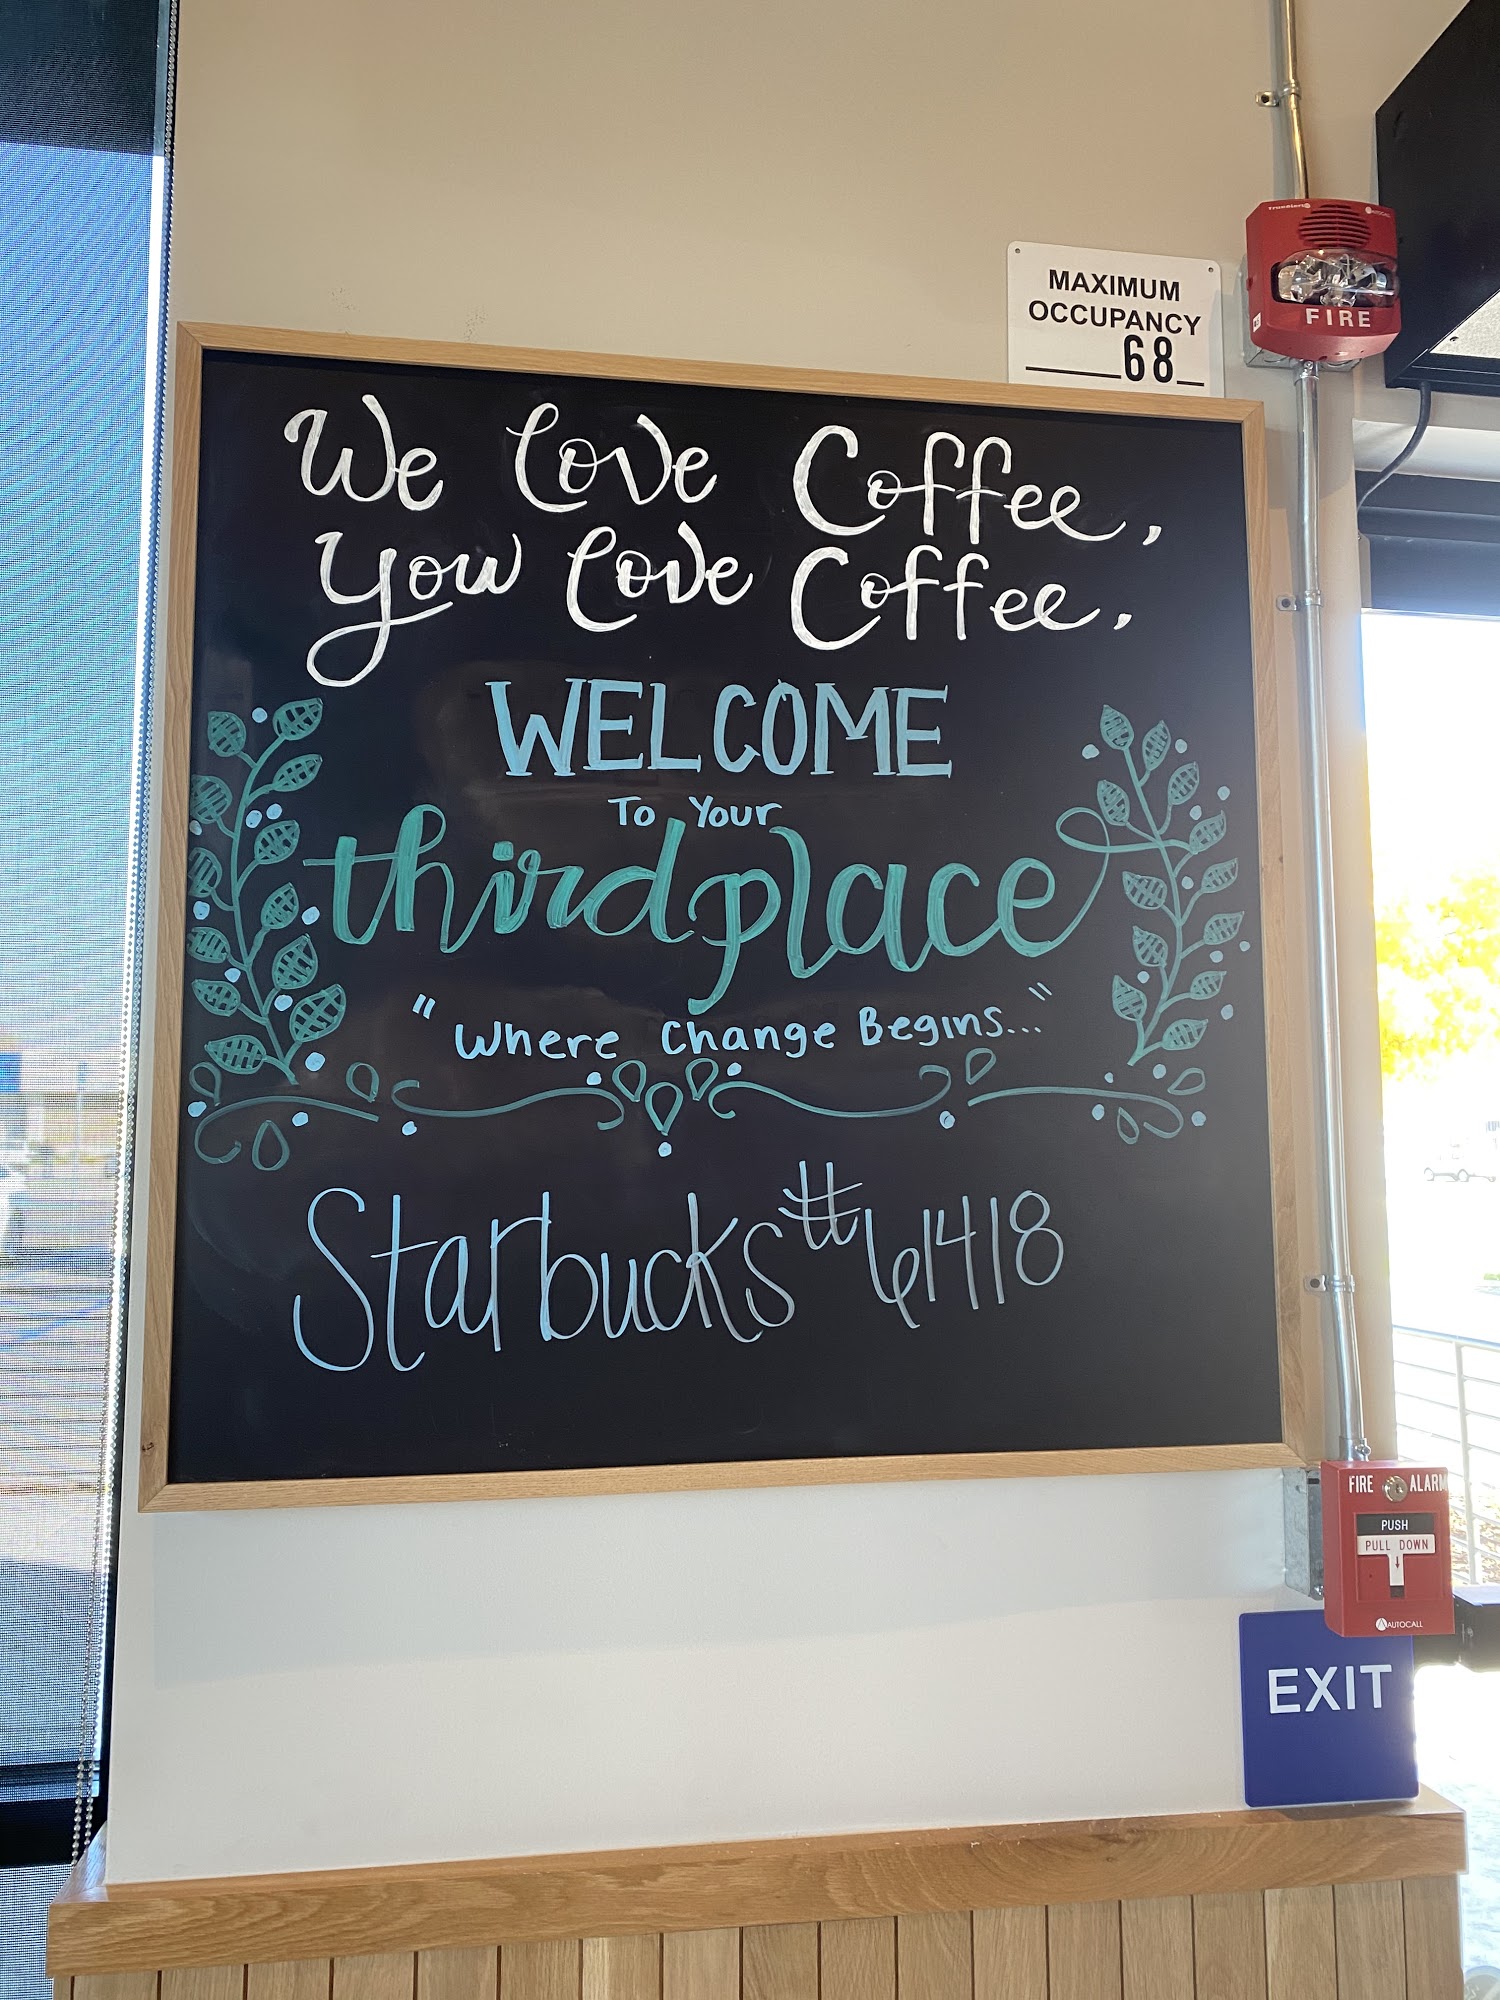 MAXIMUM
OCCUPANCY
68
FIRE
We Love Coffee,
You Love Coffee,
WELCOME
To Your
thirdplace
"Where Change Begins..."
Starbucks #61418
FIRE ALARM
PUSH
PULL DOWN
AUTOCALL
EXIT